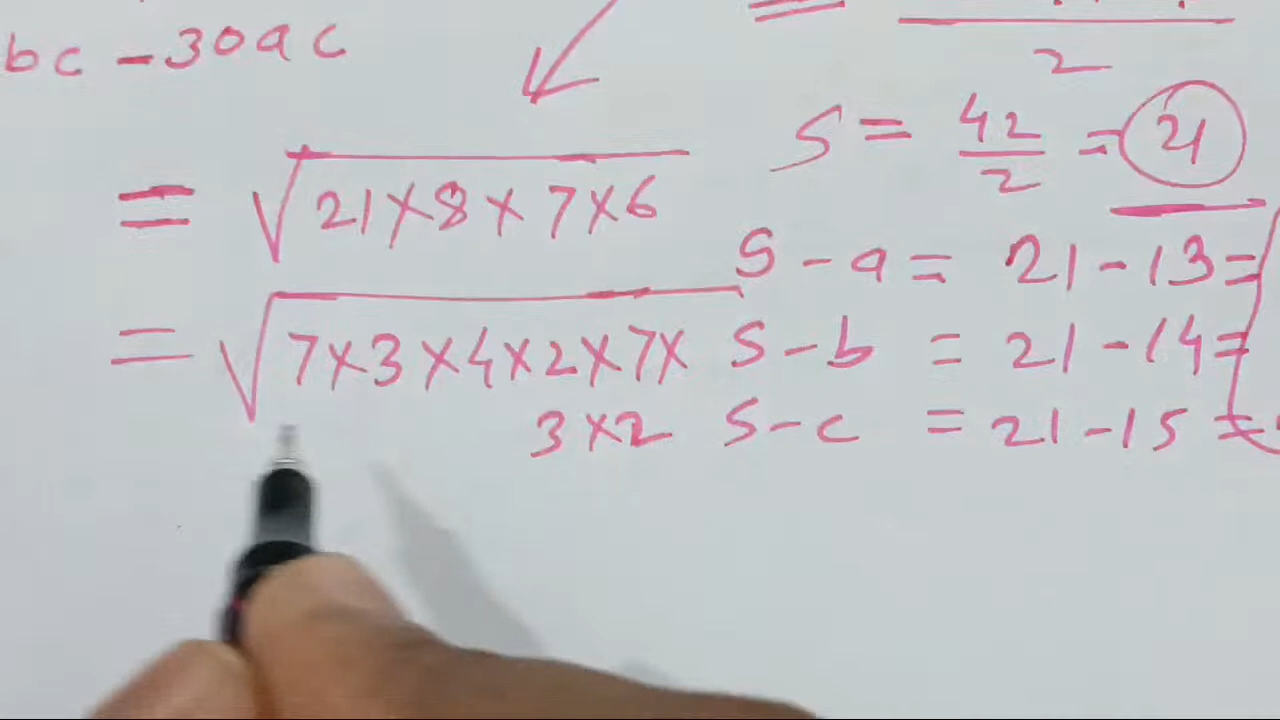 bc - 30ac
2
S = 42/2 = 21
= √21×8×7×6
S - a = 21 - 13 =
= √7×3×4×2×7×
3×2
S - b = 21 - 14 =
S - c = 21 - 15 =